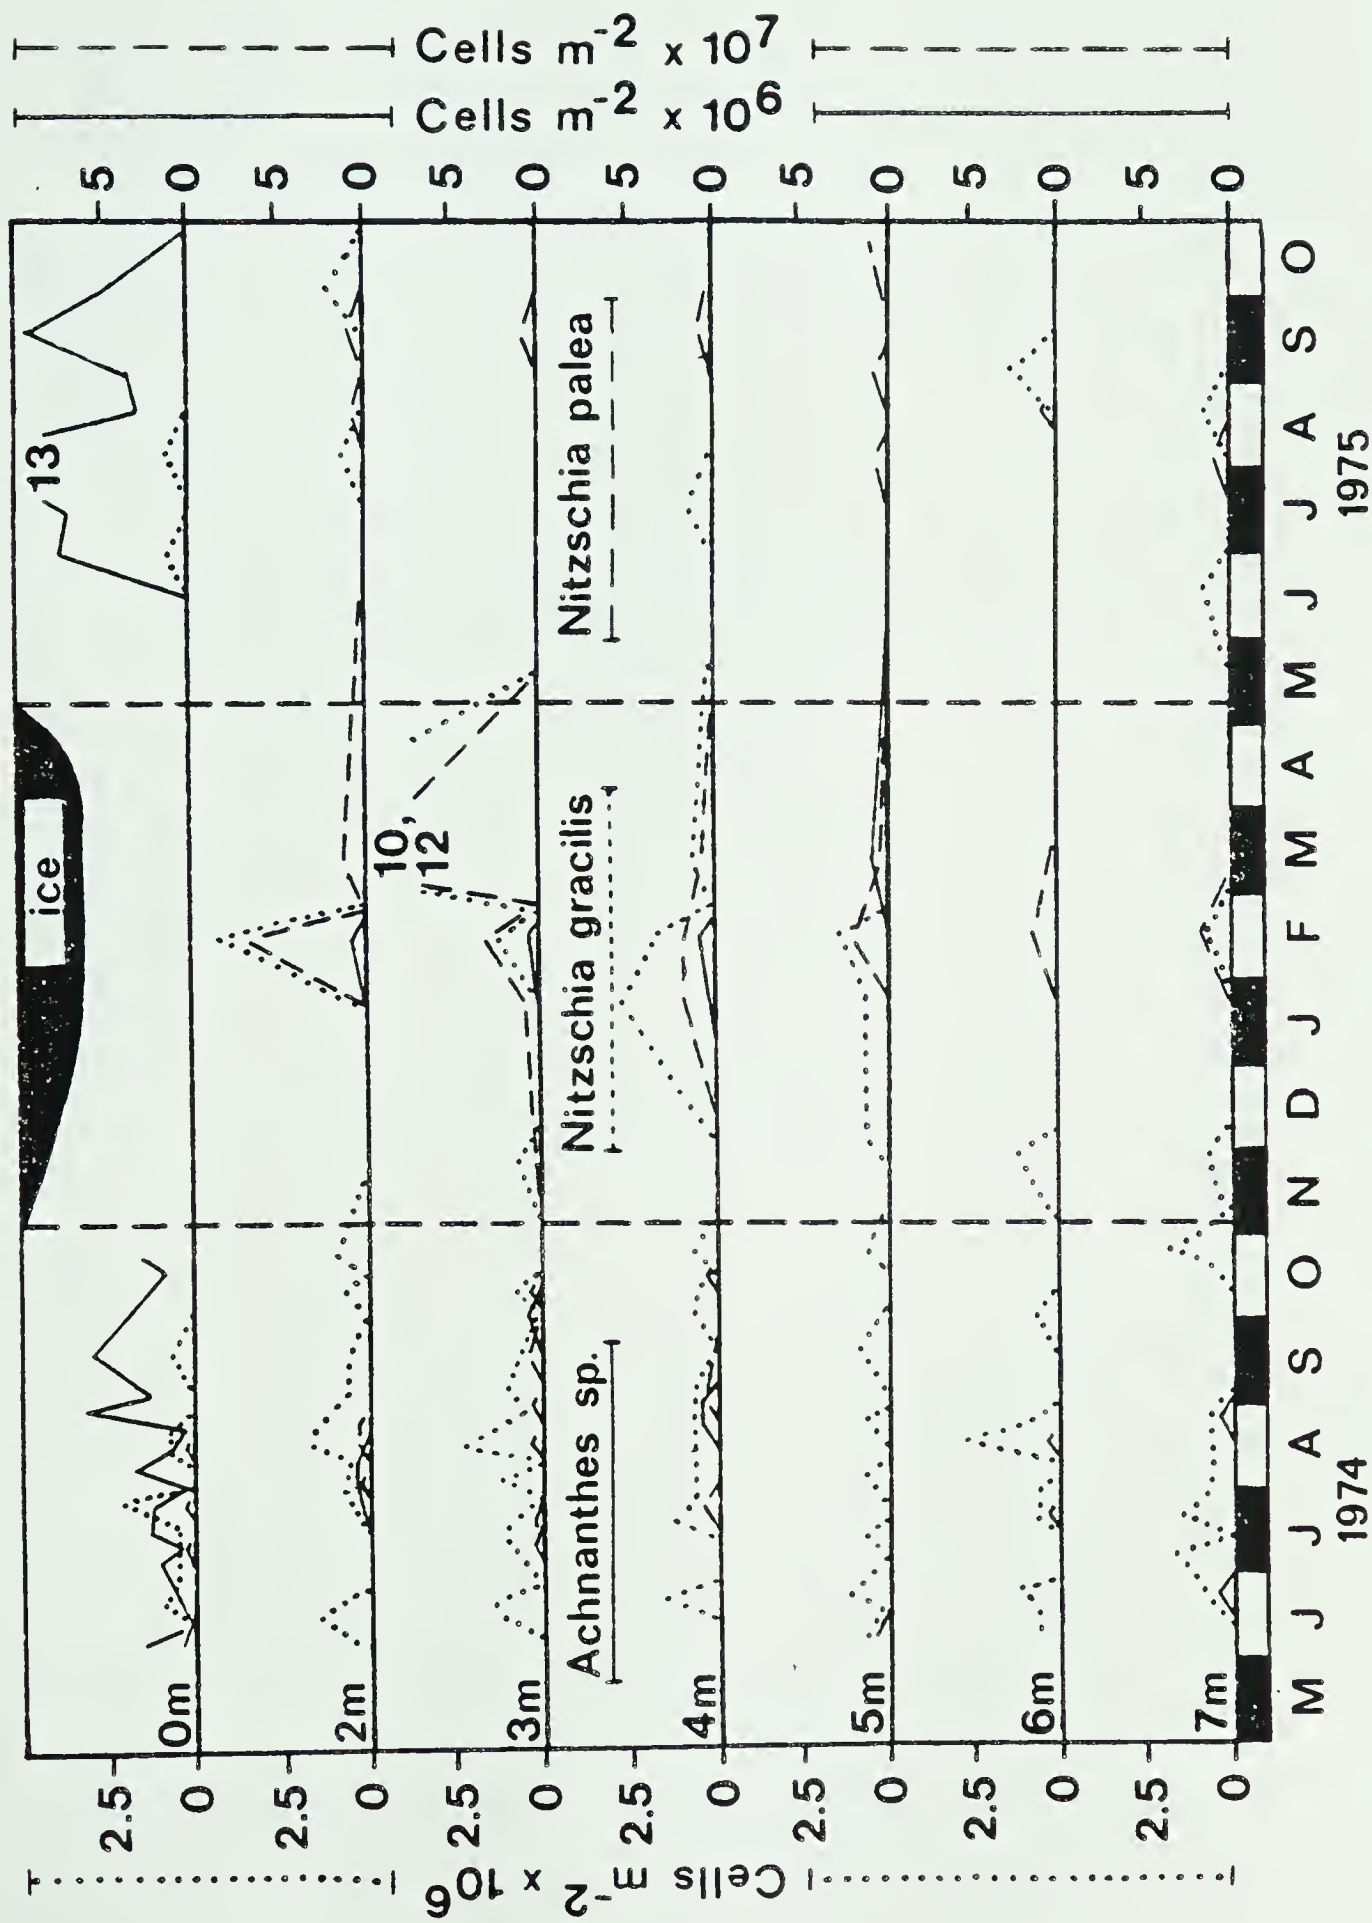 Cells m⁻² x 10⁷
Cells m⁻² x 10⁶
5
0
5
0
5
0
5
0
5
0
5
0
5
0
ice
13
10,
12
Achnanthes sp.
Nitzschia gracilis
Nitzschia palea
0m
2m
3m
4m
5m
6m
7m
2.5
0
2.5
0
2.5
0
2.5
0
2.5
0
2.5
0
2.5
0
Cells m⁻² x 10⁶
M J J A S O N D J F M A M J J A S O
1974
1975